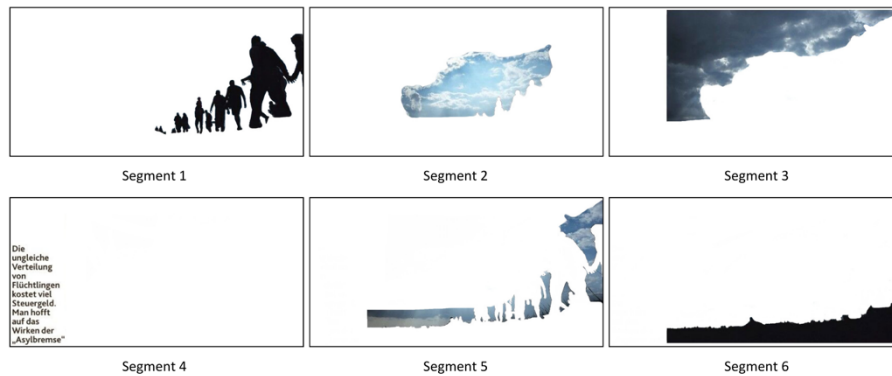 Segment 1
Segment 2
Segment 3
Die
ungleiche
Verteilung
von
Flüchtlingen
kostet viel
Steuergeld.
Man hofft
auf das
Wirken der
„Asylbremse“
Segment 4
Segment 5
Segment 6